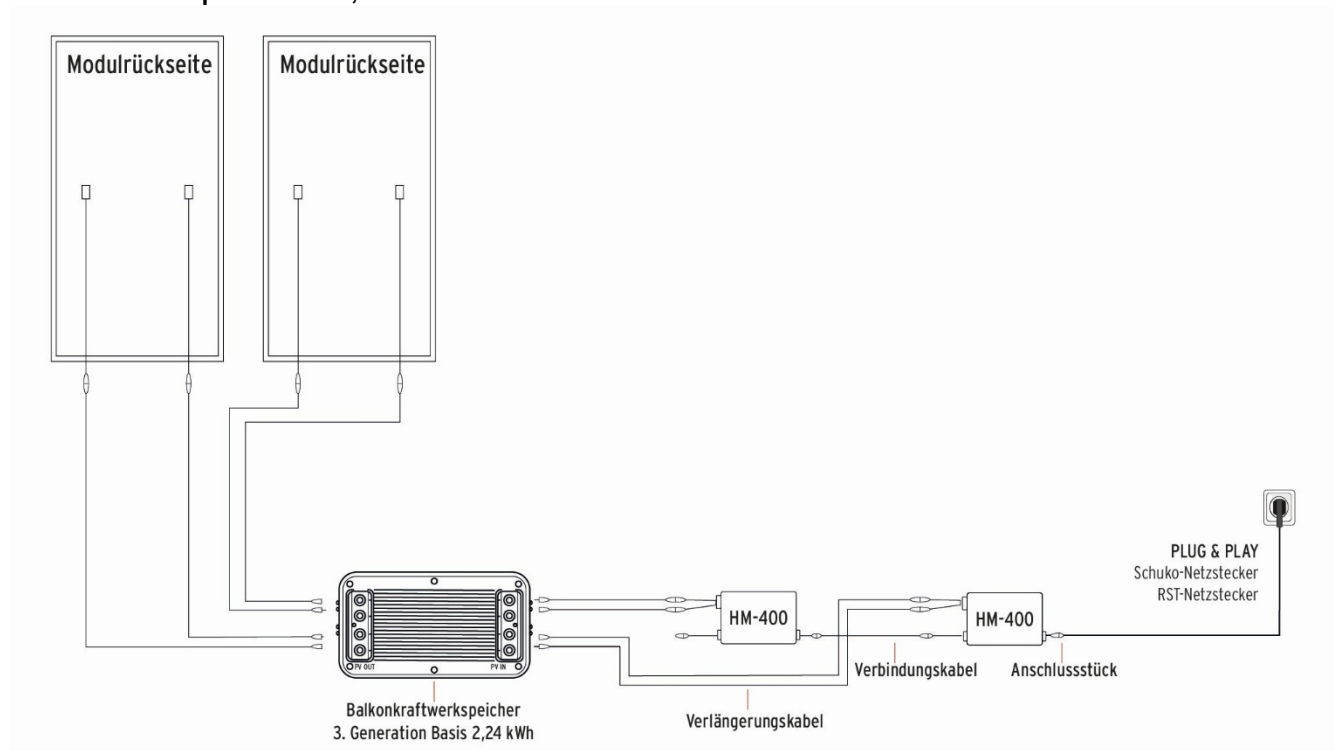 Modulrückseite
Modulrückseite
PLUG & PLAY
Schuko-Netzstecker
RST-Netzstecker
HM-400
HM-400
PV OUT
PV IN
Verbindungskabel
Anschlussstück
Balkonkraftwerkspeicher
3. Generation Basis 2,24 kWh
Verlängerungskabel